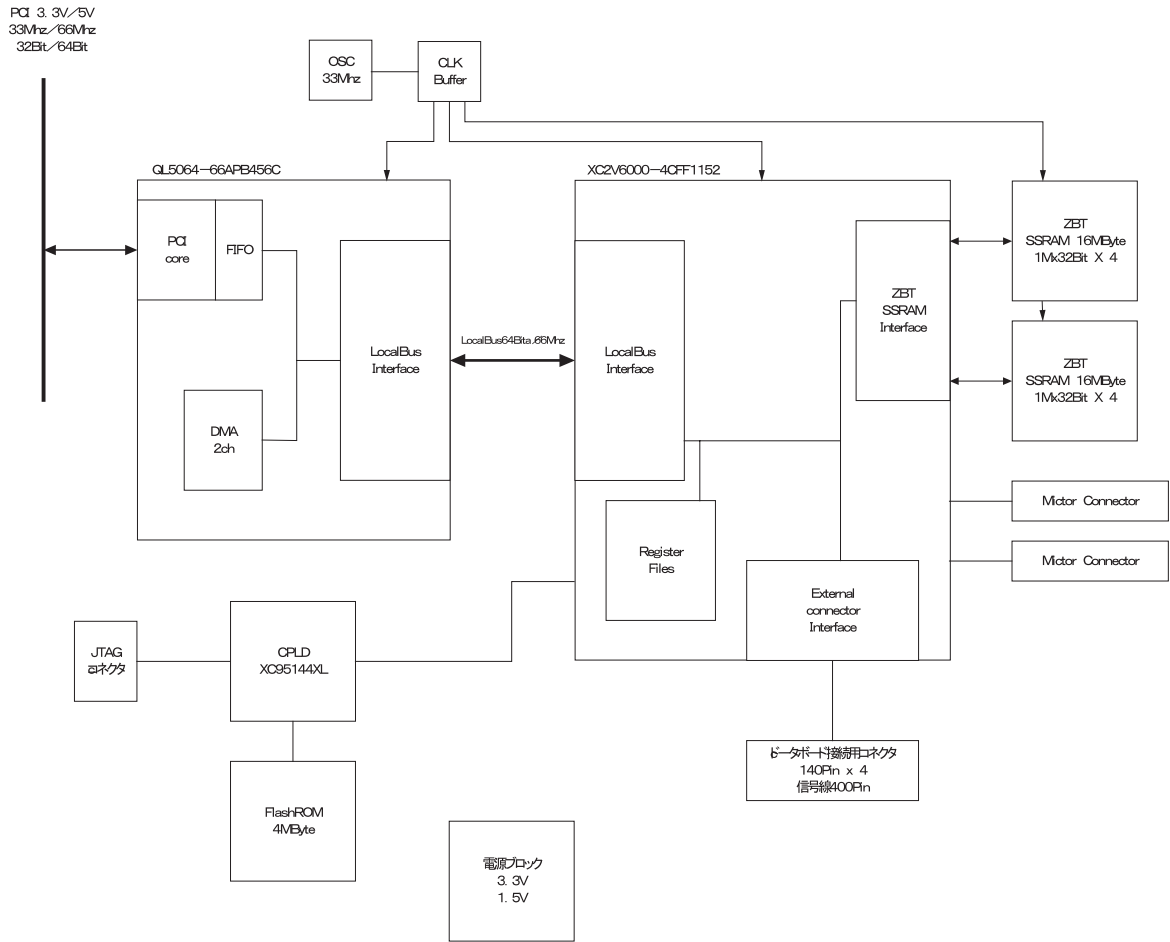 PCI 3.3V/5V
33Mhz/66Mhz
32Bit/64Bit
OSC
33Mhz
CLK
Buffer
QL5064-66APB456C
XC2V6000-4CFF1152
PCI
core
FIFO
DMA
2ch
LocalBus
Interface
LocalBus64Bita,66Mhz
LocalBus
Interface
ZBT
SSRAM
Interface
ZBT
SSRAM 16MByte
1Mx32Bit X 4
ZBT
SSRAM 16MByte
1Mx32Bit X 4
Register
Files
External
connector
Interface
Mictor Connector
Mictor Connector
JTAG
コネクタ
CPLD
XC95144XL
FlashROM
4MByte
ドータボード接続用コネクタ
140Pin x 4
信号線400Pin
電源ブロック
3.3V
1.5V